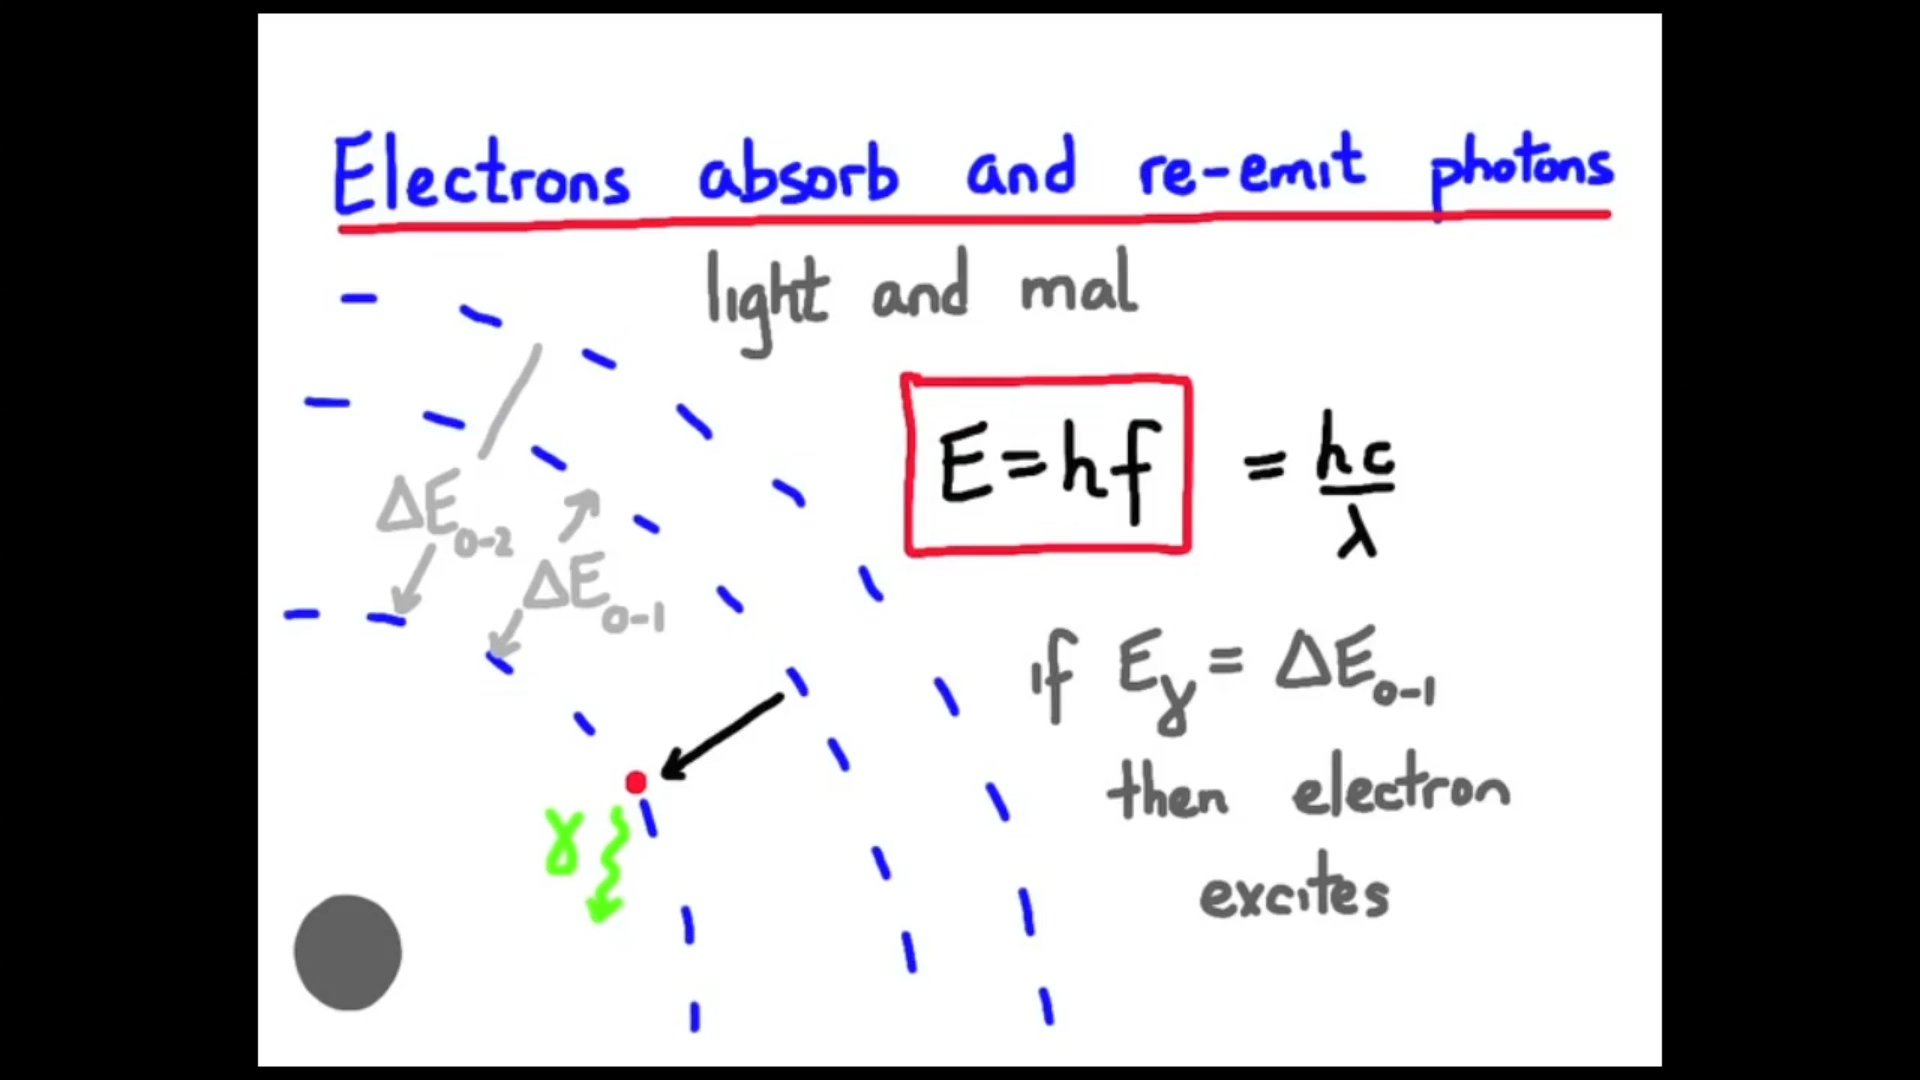 Electrons absorb and re-emit photons
light and mal
E=hf = hc/λ
ΔE₀₋₂
ΔE₀₋₁
if Eγ = ΔE₀₋₁
then electron
excites
γ